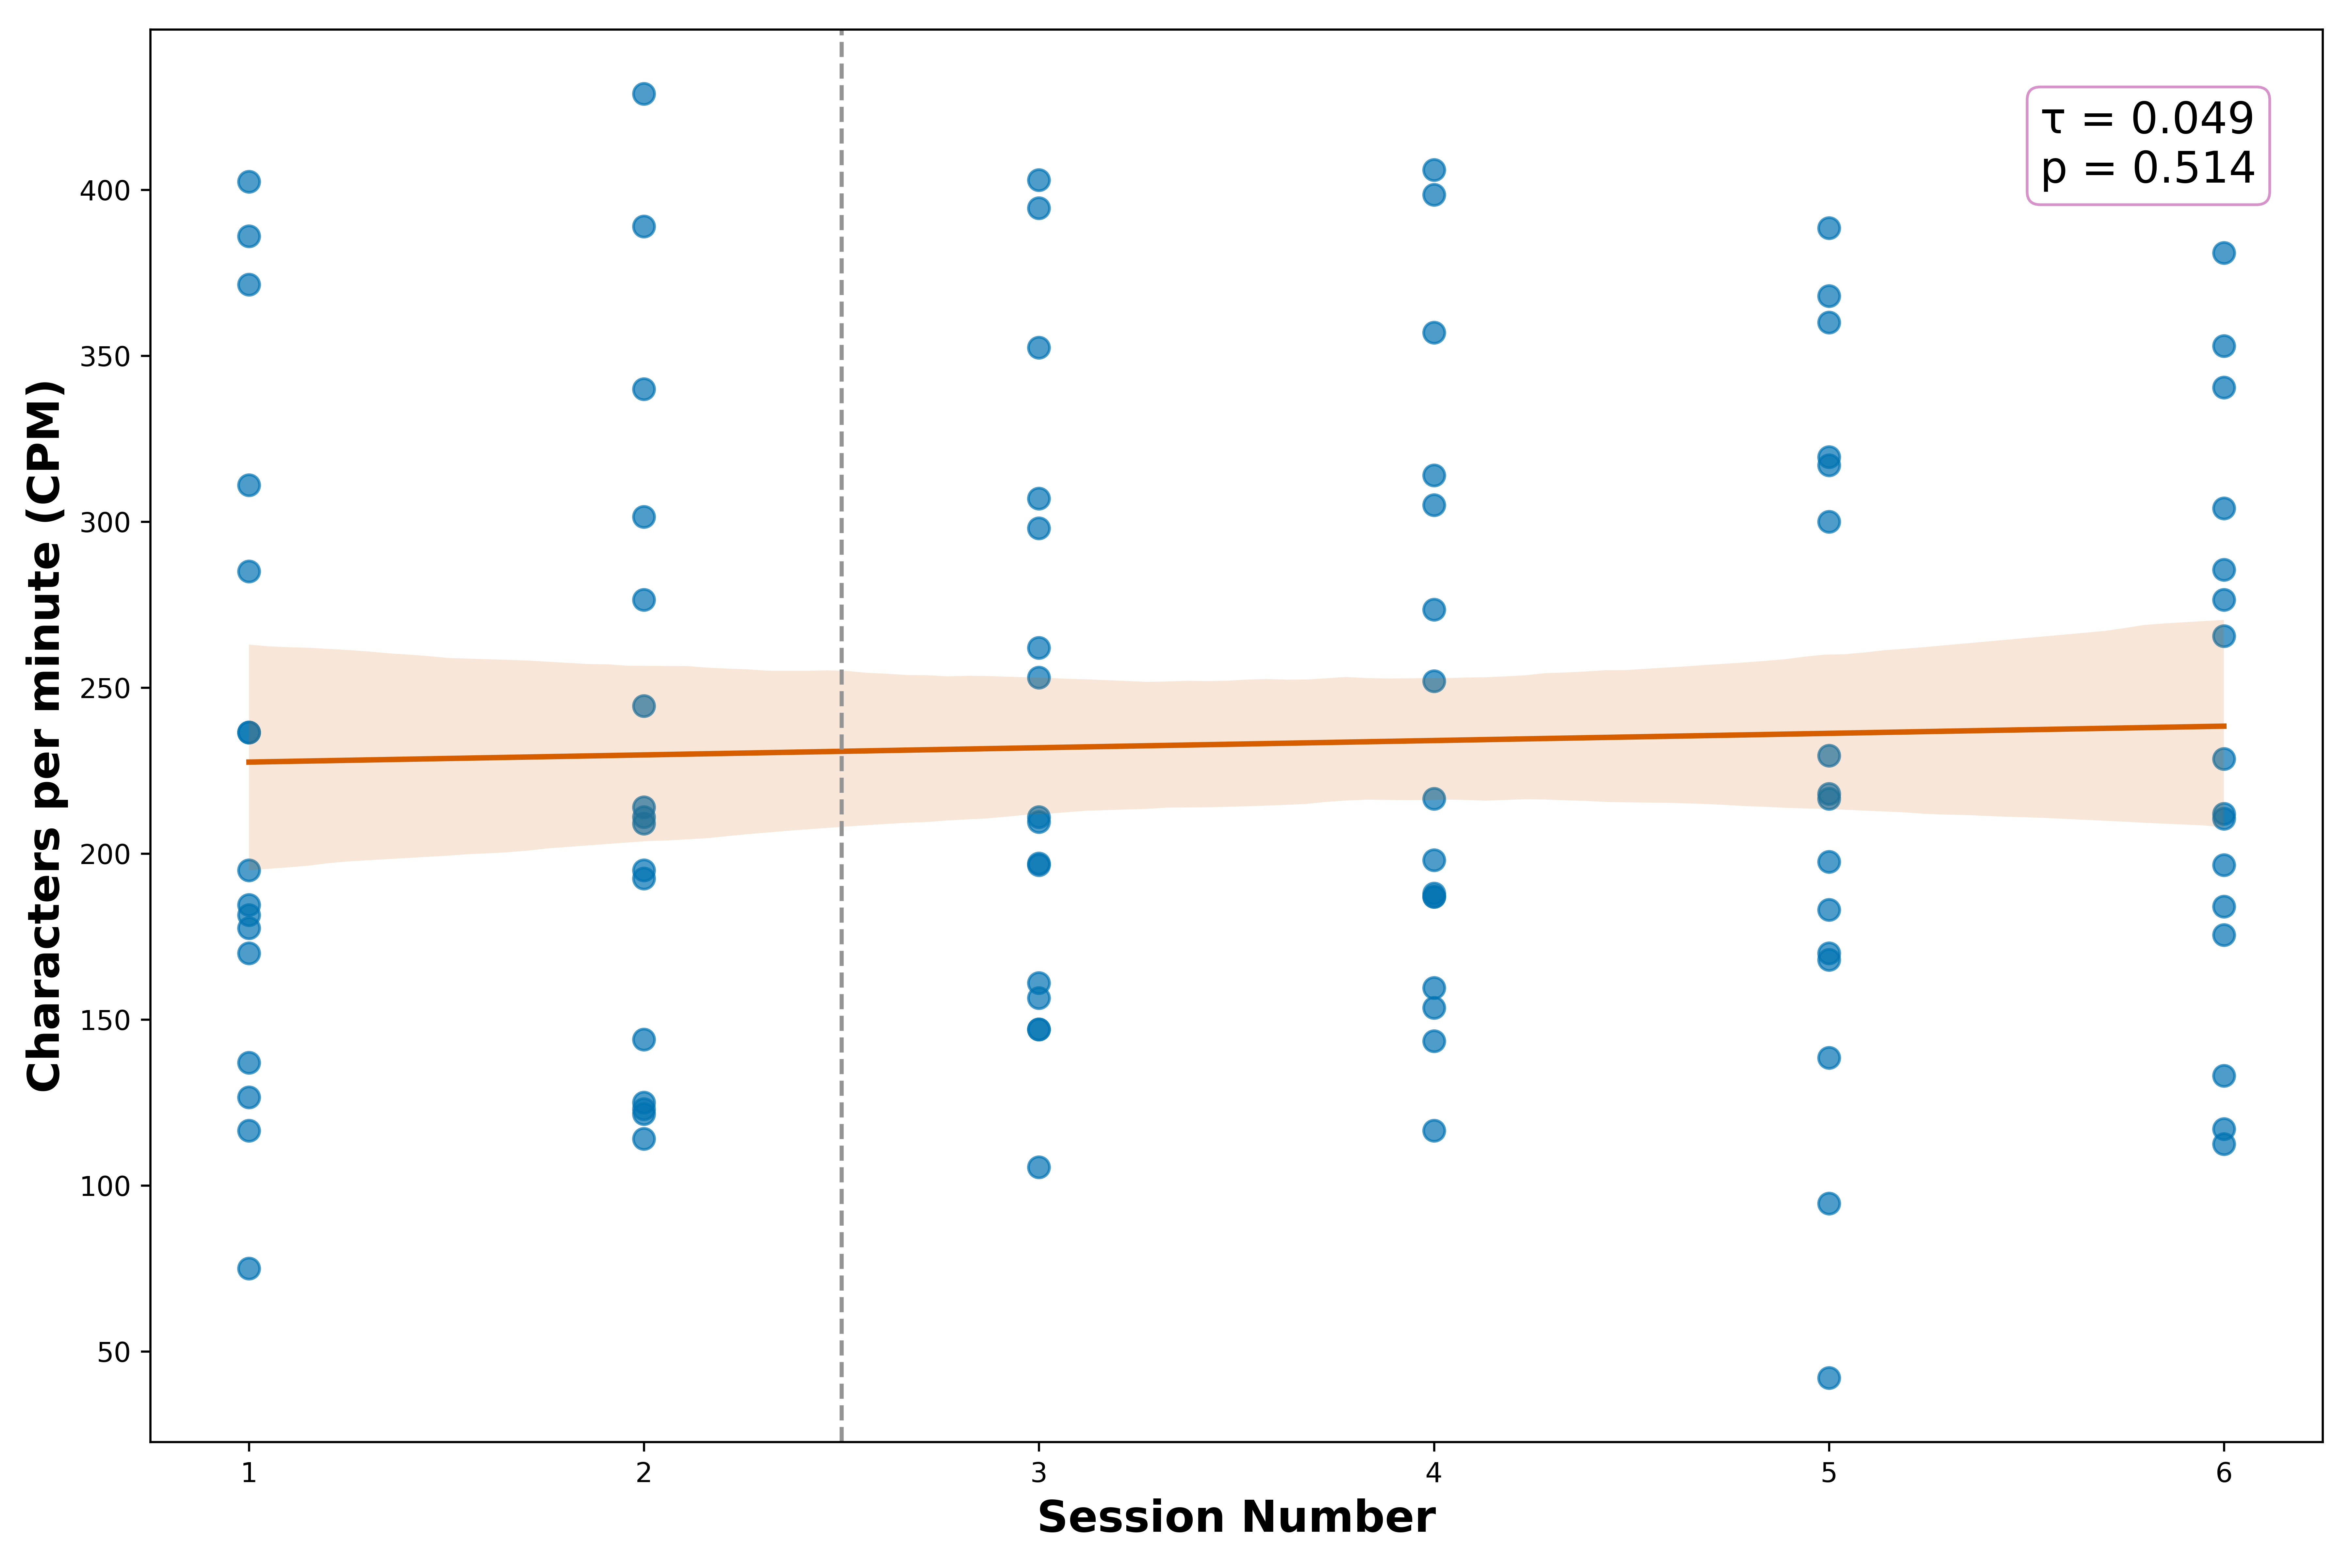 τ = 0.049
p = 0.514
Characters per minute (CPM)
400
350
300
250
200
150
100
50
1 2 3 4 5 6
Session Number